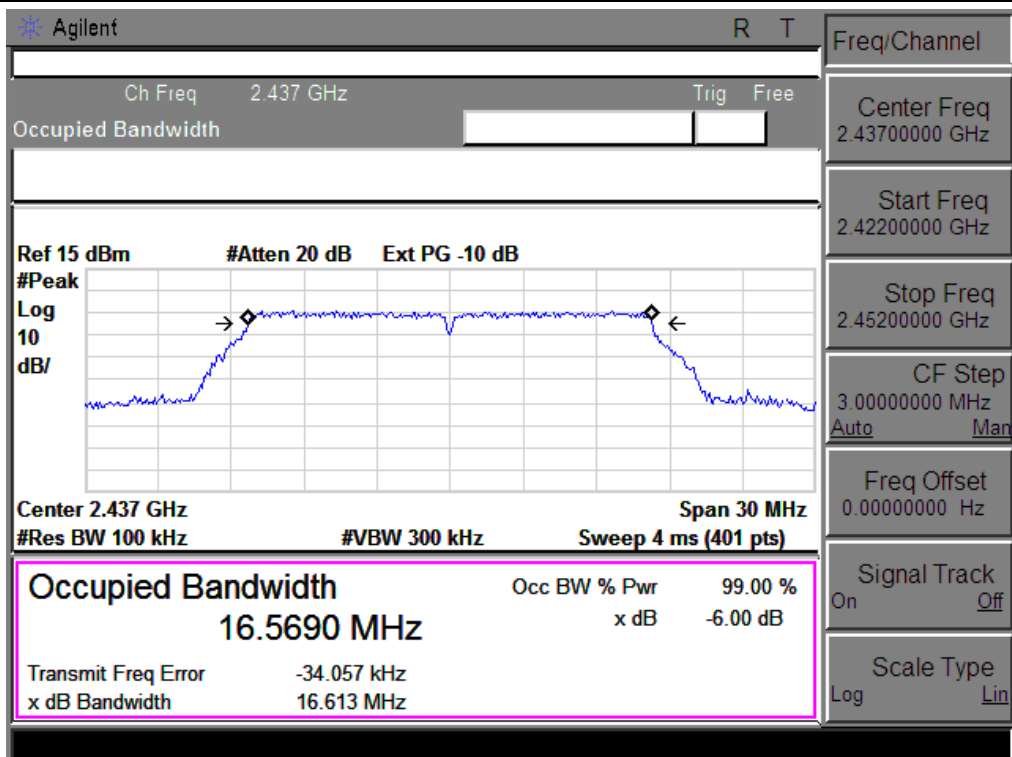 Agilent R T
Ch Freq 2.437 GHz Trig Free
Occupied Bandwidth
Ref 15 dBm #Atten 20 dB Ext PG -10 dB
#Peak
Log
10
dB/
Center 2.437 GHz Span 30 MHz
#Res BW 100 kHz #VBW 300 kHz Sweep 4 ms (401 pts)
Occupied Bandwidth Occ BW % Pwr 99.00 %
16.5690 MHz x dB -6.00 dB
Transmit Freq Error -34.057 kHz
x dB Bandwidth 16.613 MHz
Freq/Channel
Center Freq
2.43700000 GHz
Start Freq
2.42200000 GHz
Stop Freq
2.45200000 GHz
CF Step
3.00000000 MHz
Auto Man
Freq Offset
0.00000000 Hz
Signal Track
On Off
Scale Type
Log Lin